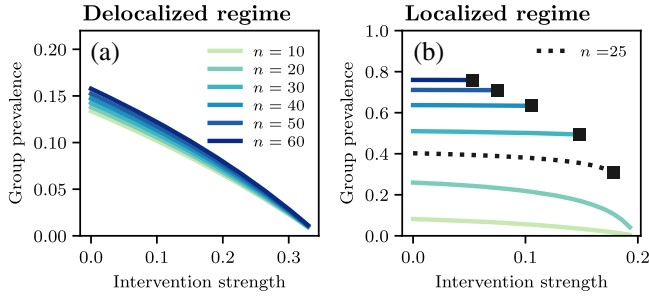 Delocalized regime
Localized regime
(a)
n = 10
n = 20
n = 30
n = 40
n = 50
n = 60
0.20
0.15
0.10
0.05
0.00
Group prevalence
0.0 0.1 0.2 0.3
Intervention strength
(b)
n =25
1.0
0.8
0.6
0.4
0.2
0.0
Group prevalence
0.0 0.1 0.2
Intervention strength